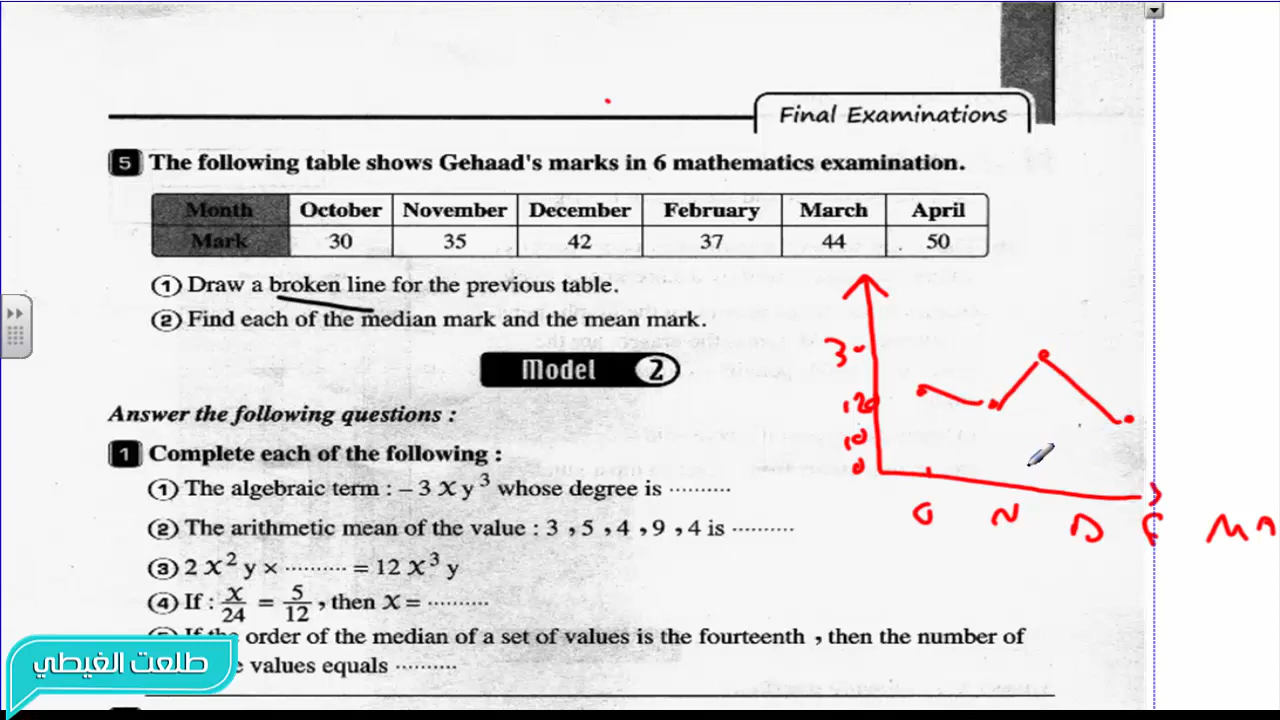 Final Examinations
5 The following table shows Gehaad's marks in 6 mathematics examination.
Month October November December February March April
Mark 30 35 42 37 44 50
① Draw a broken line for the previous table.
② Find each of the median mark and the mean mark.
Model 2
Answer the following questions :
1 Complete each of the following :
① The algebraic term : – 3 X y³ whose degree is ··········
② The arithmetic mean of the value : 3 , 5 , 4 , 9 , 4 is ··········
③ 2 X² y × ·········· = 12 X³ y
④ If : X/24 = 5/12 , then X = ··········
If the order of the median of a set of values is the fourteenth , then the number of
values equals ··········
3
120
10
0
O N D F M A
طلعت الغيطي